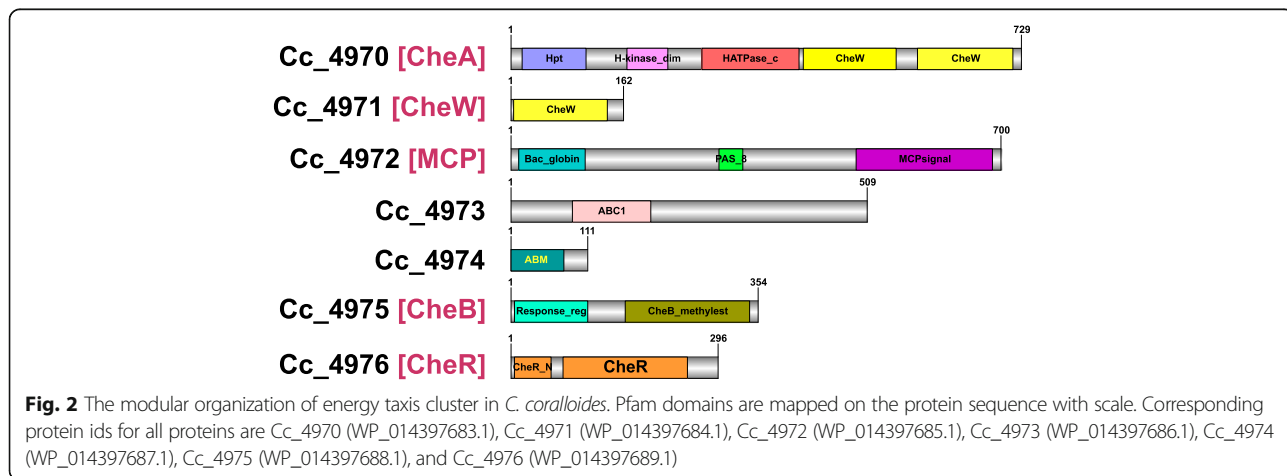 1 729
Cc_4970 [CheA] Hpt H-kinase_dim HATPase_c CheW CheW
1 162
Cc_4971 [CheW] CheW
1 700
Cc_4972 [MCP] Bac_globin PAS_8 MCPsignal
1 509
Cc_4973 ABC1
1 111
Cc_4974 ABM
1 354
Cc_4975 [CheB] Response_reg CheB_methylest
1 296
Cc_4976 [CheR] CheR_N CheR
Fig. 2 The modular organization of energy taxis cluster in C. coralloides. Pfam domains are mapped on the protein sequence with scale. Corresponding
protein ids for all proteins are Cc_4970 (WP_014397683.1), Cc_4971 (WP_014397684.1), Cc_4972 (WP_014397685.1), Cc_4973 (WP_014397686.1), Cc_4974
(WP_014397687.1), Cc_4975 (WP_014397688.1), and Cc_4976 (WP_014397689.1)